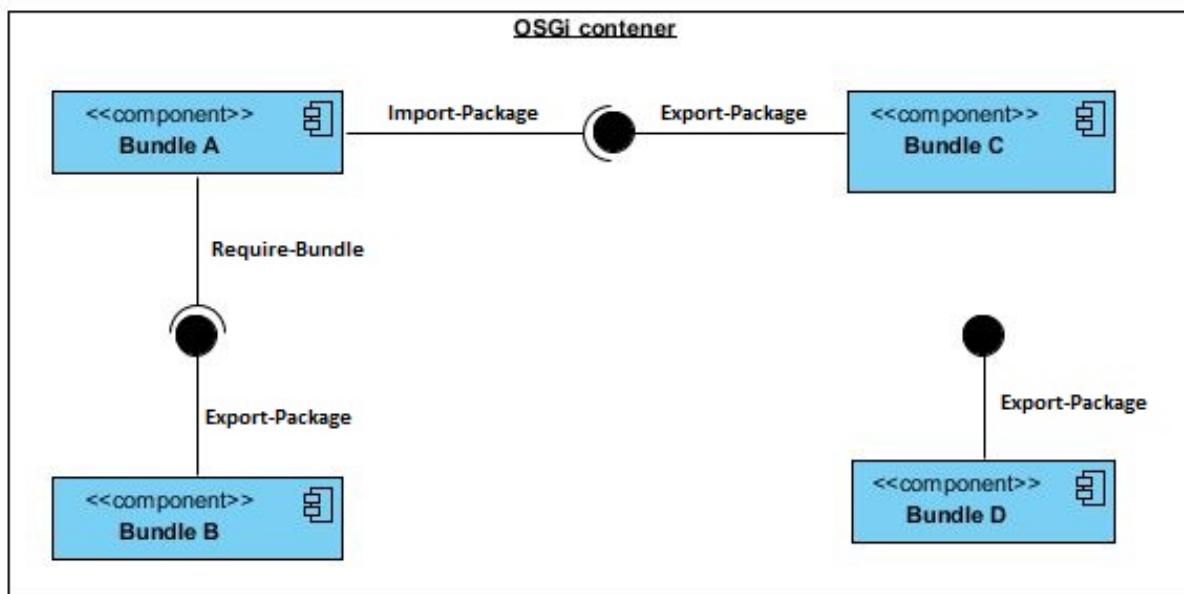 OSGi contener
<<component>>
Bundle A
Import-Package
Export-Package
<<component>>
Bundle C
Require-Bundle
Export-Package
<<component>>
Bundle B
Export-Package
<<component>>
Bundle D